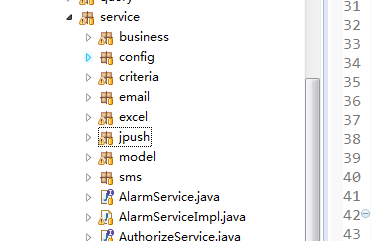 query
service
business
config
criteria
email
excel
jpush
model
sms
AlarmService.java
AlarmServiceImpl.java
AuthorizeService.java
31
32
33
34
35
36
37
38
39
40
41
42
43